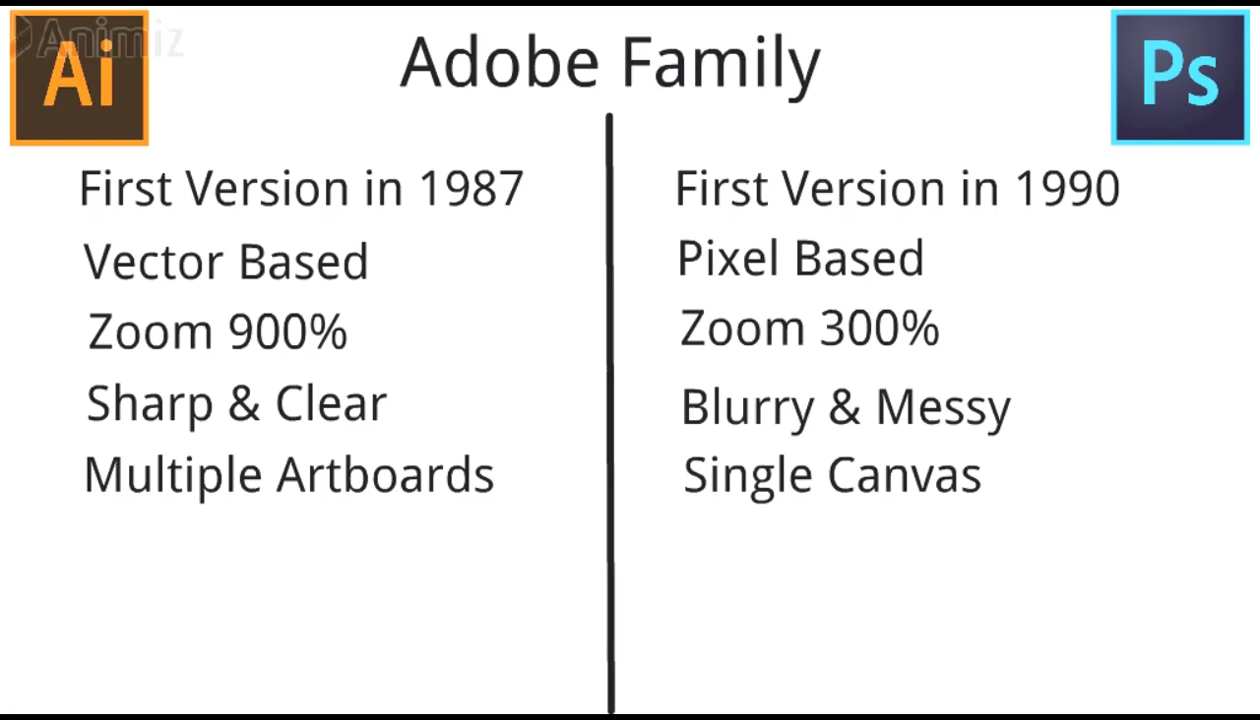 Animiz
Ai
Adobe Family
Ps
First Version in 1987
Vector Based
Zoom 900%
Sharp & Clear
Multiple Artboards
First Version in 1990
Pixel Based
Zoom 300%
Blurry & Messy
Single Canvas